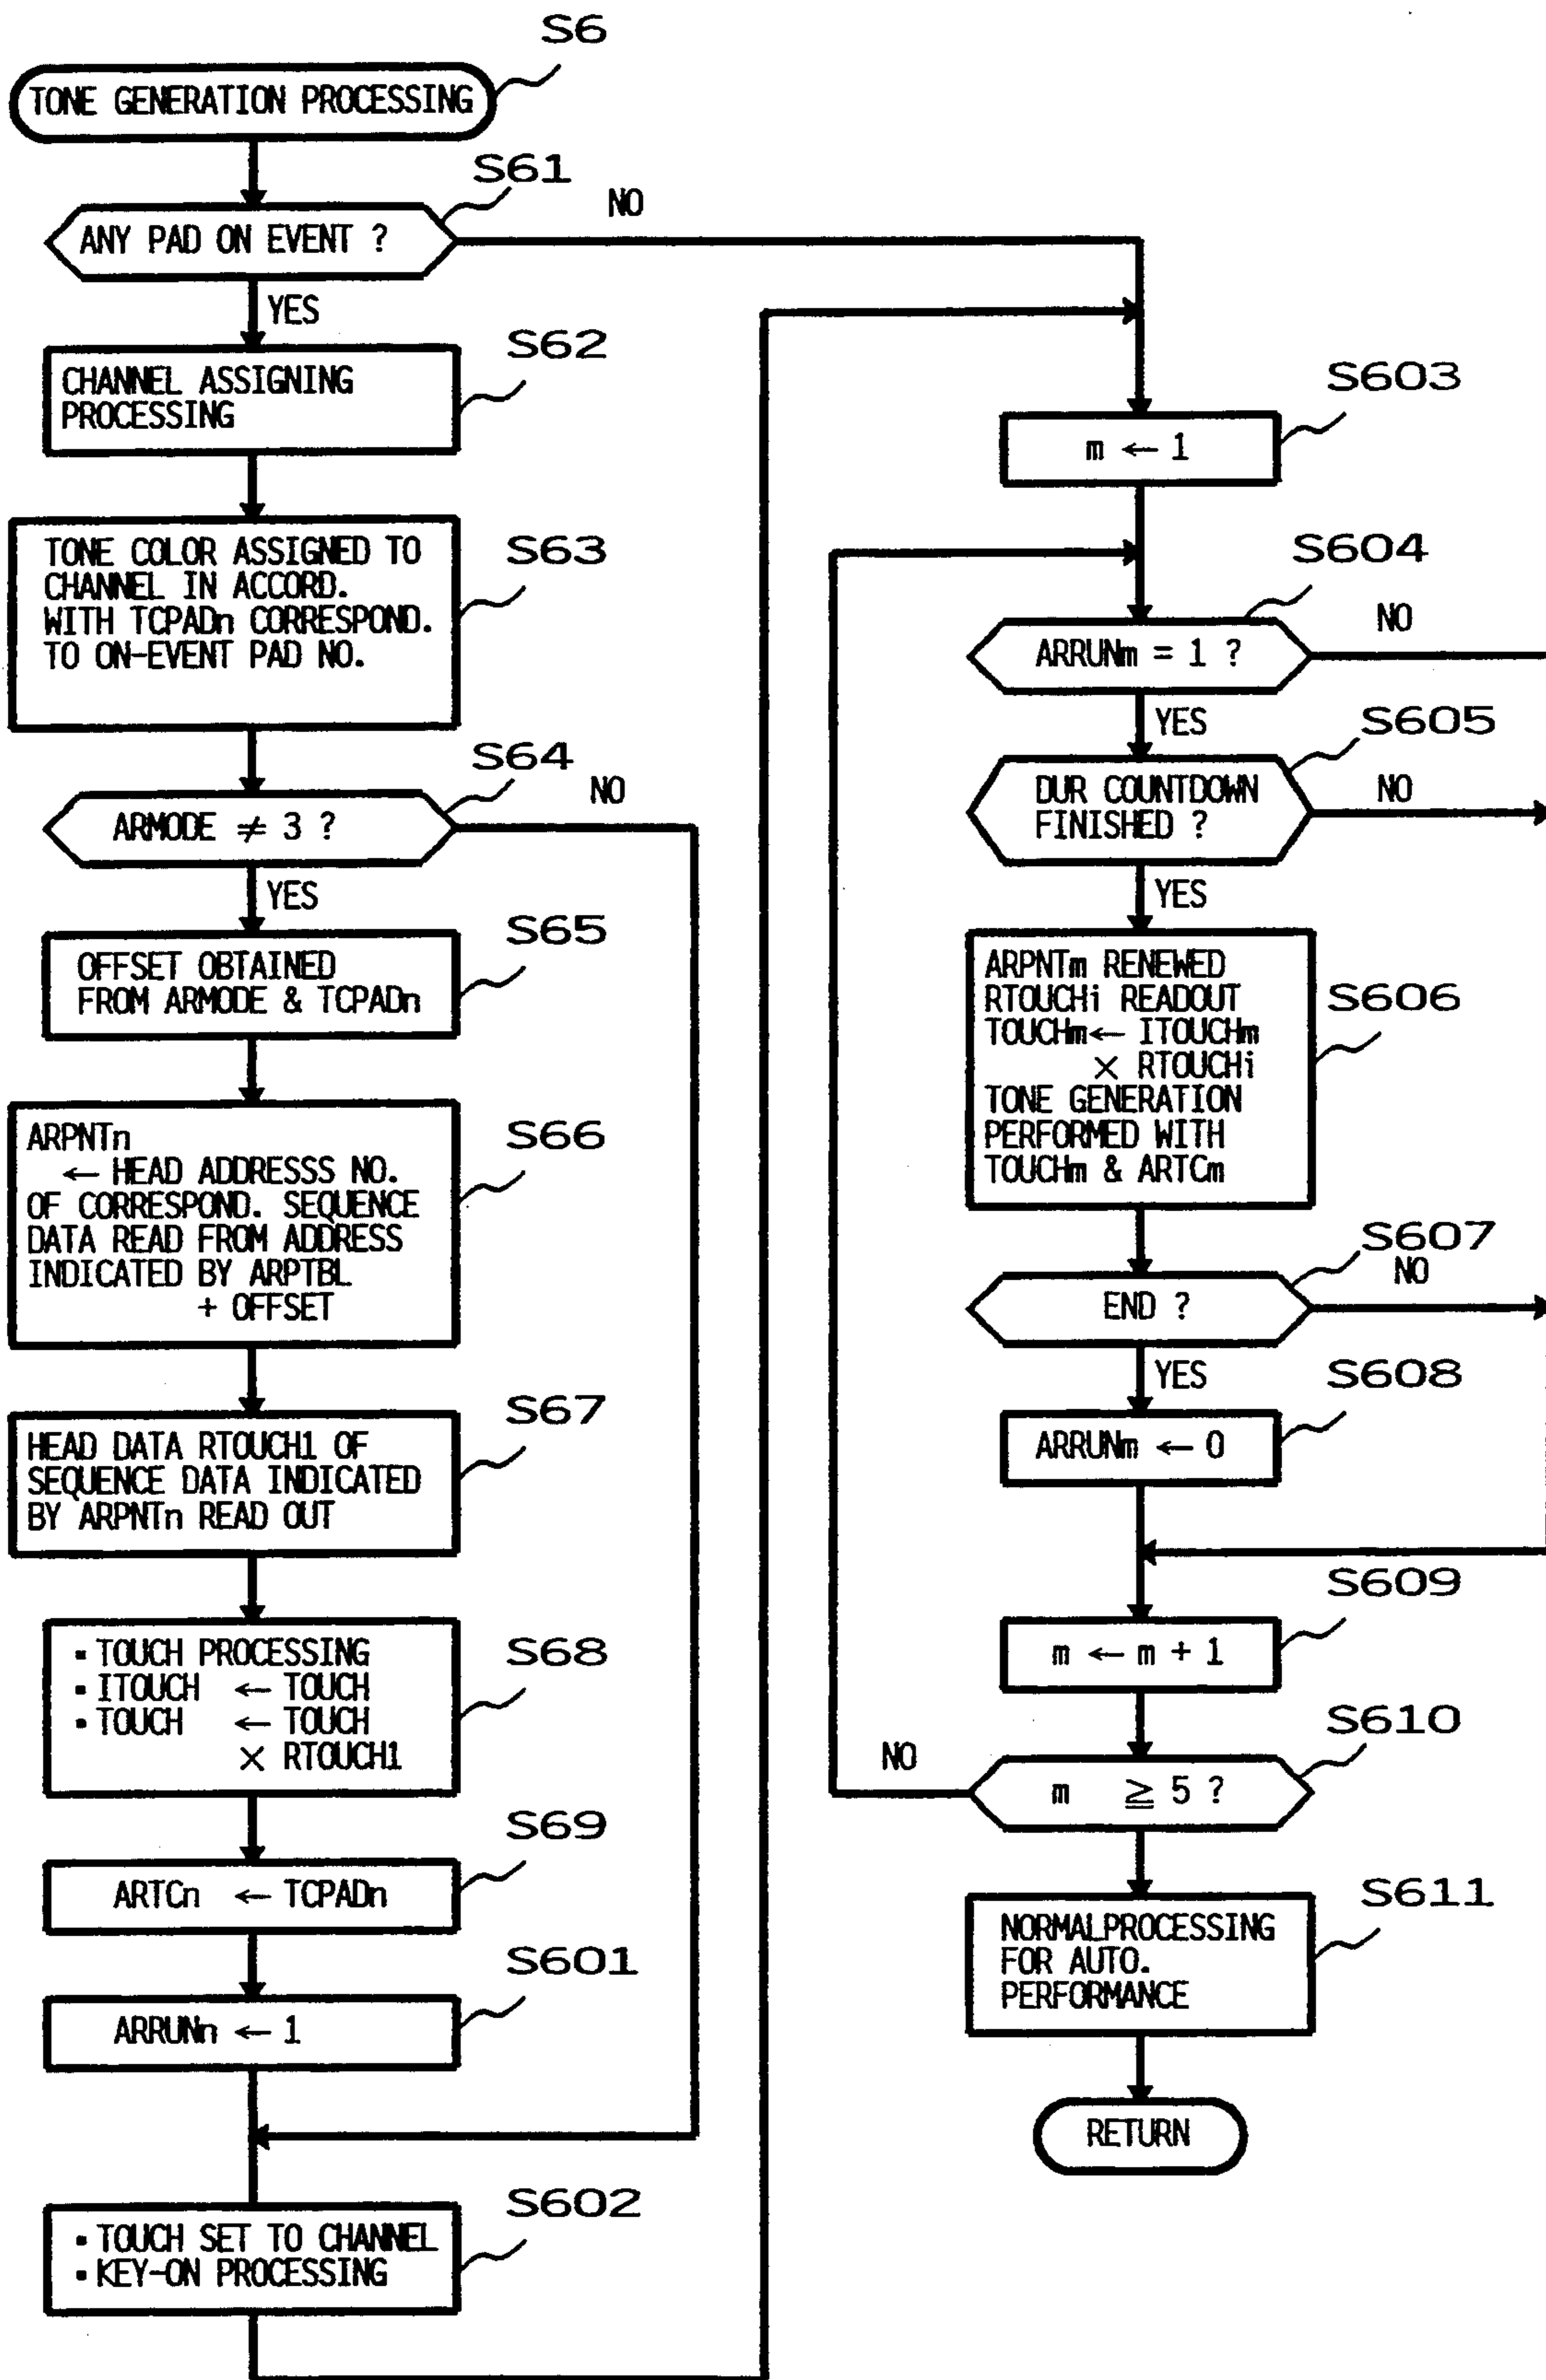 S6
TONE GENERATION PROCESSING
S61
NO
ANY PAD ON EVENT ?
YES
S62
CHANNEL ASSIGNING
PROCESSING
S63
TONE COLOR ASSIGNED TO
CHANNEL IN ACCORD.
WITH TCPADn CORRESPOND.
TO ON-EVENT PAD NO.
S64
NO
ARMODE ≠ 3 ?
YES
S65
OFFSET OBTAINED
FROM ARMODE & TCPADn
S66
ARPNTn
← HEAD ADDRESSS NO.
OF CORRESPOND. SEQUENCE
DATA READ FROM ADDRESS
INDICATED BY ARPTBL
+ OFFSET
S67
HEAD DATA RTOUCH1 OF
SEQUENCE DATA INDICATED
BY ARPNTn READ OUT
S68
▪ TOUCH PROCESSING
▪ ITOUCH ← TOUCH
▪ TOUCH ← TOUCH
× RTOUCH1
S69
ARTCn ← TCPADn
S601
ARRUNn ← 1
S602
▪ TOUCH SET TO CHANNEL
▪ KEY-ON PROCESSING
S603
m ← 1
S604
NO
ARRUNm = 1 ?
YES
S605
DUR COUNTDOWN
FINISHED ?
NO
YES
S606
ARPNTm RENEWED
RTOUCHi READOUT
TOUCHm ← ITOUCHm
× RTOUCHi
TONE GENERATION
PERFORMED WITH
TOUCHm & ARTCm
S607
NO
END ?
YES
S608
ARRUNm ← 0
S609
m ← m + 1
S610
NO
m ≧ 5 ?
S611
NORMALPROCESSING
FOR AUTO.
PERFORMANCE
RETURN